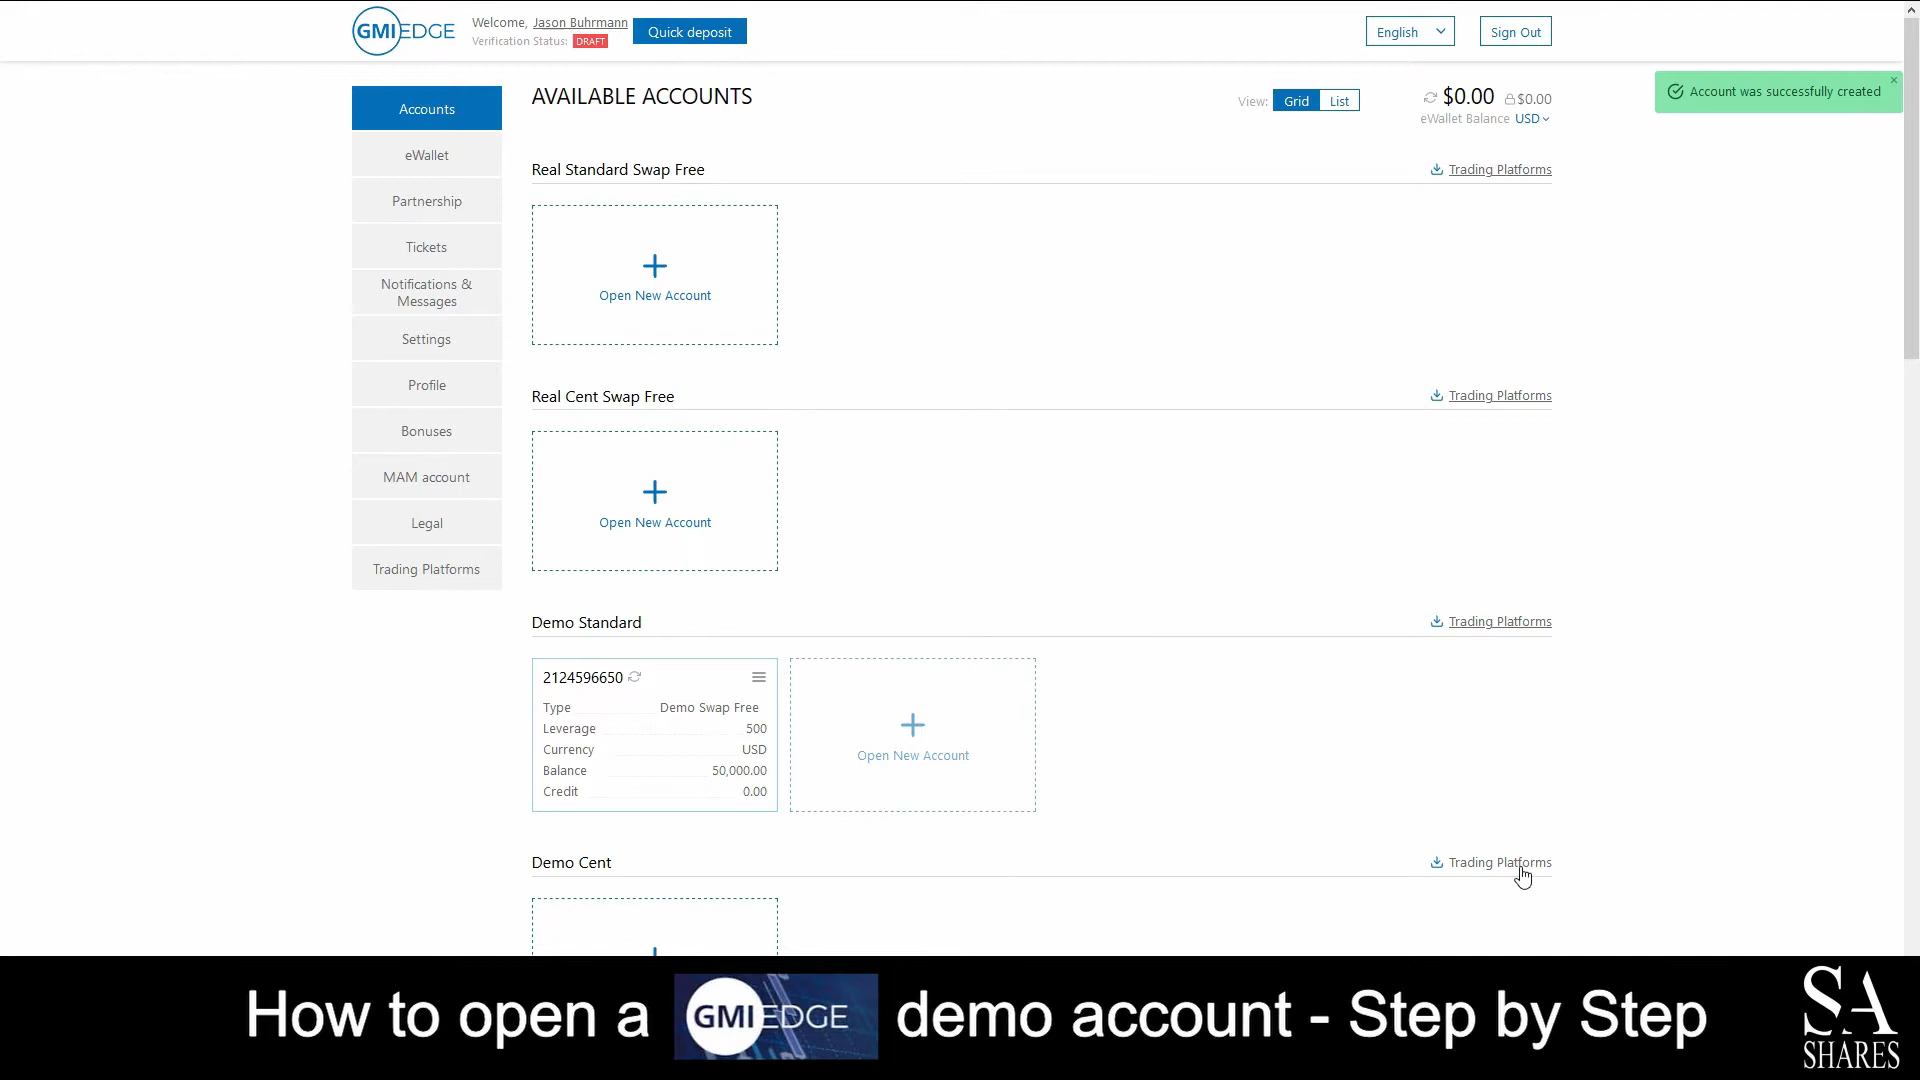 GMIEDGE
Welcome, Jason Buhrmann
Verification Status: DRAFT
Quick deposit
English
Sign Out
Account was successfully created
Accounts
eWallet
Partnership
Tickets
Notifications &
Messages
Settings
Profile
Bonuses
MAM account
Legal
Trading Platforms
AVAILABLE ACCOUNTS
View: Grid List
$0.00 $0.00
eWallet Balance USD
Real Standard Swap Free
Trading Platforms
Open New Account
Real Cent Swap Free
Trading Platforms
Open New Account
Demo Standard
Trading Platforms
2124596650
Type Demo Swap Free
Leverage 500
Currency USD
Balance 50,000.00
Credit 0.00
Open New Account
Demo Cent
Trading Platforms
How to open a GMIEDGE demo account - Step by Step
SA
SHARES